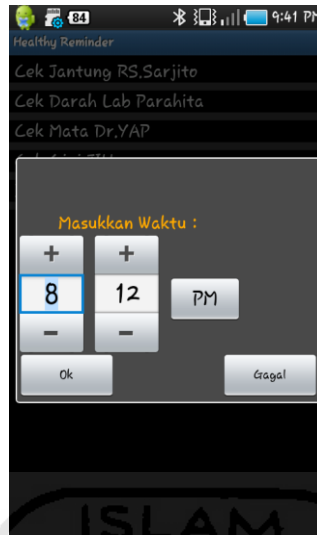 84 9:41 PM
Healthy Reminder
Cek Jantung RS.Sarjito
Cek Darah Lab Parahita
Cek Mata Dr.YAP
Masukkan Waktu :
+ +
8 12 PM
- -
Ok Gagal
ISLAM